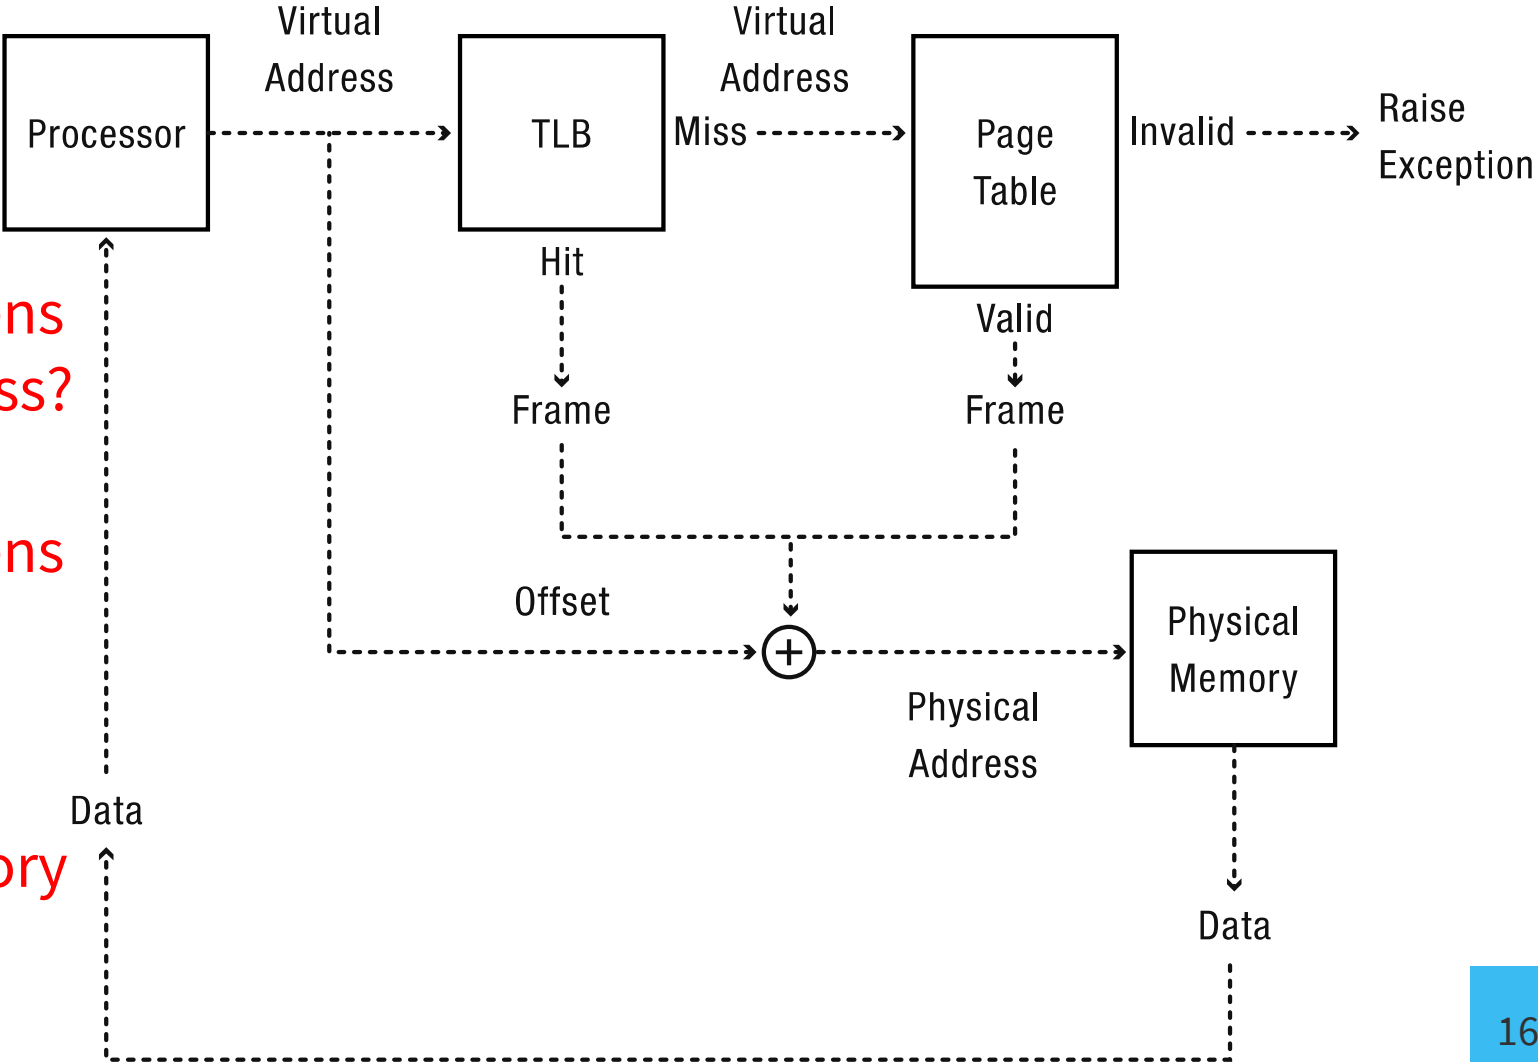 Virtual
Address
Virtual
Address
Processor
TLB
Miss
Page
Table
Invalid
Raise
Exception
Hit
Valid
ns
ss?
Frame
Frame
ns
Offset
Physical
Memory
Physical
Address
Data
ory
Data
16